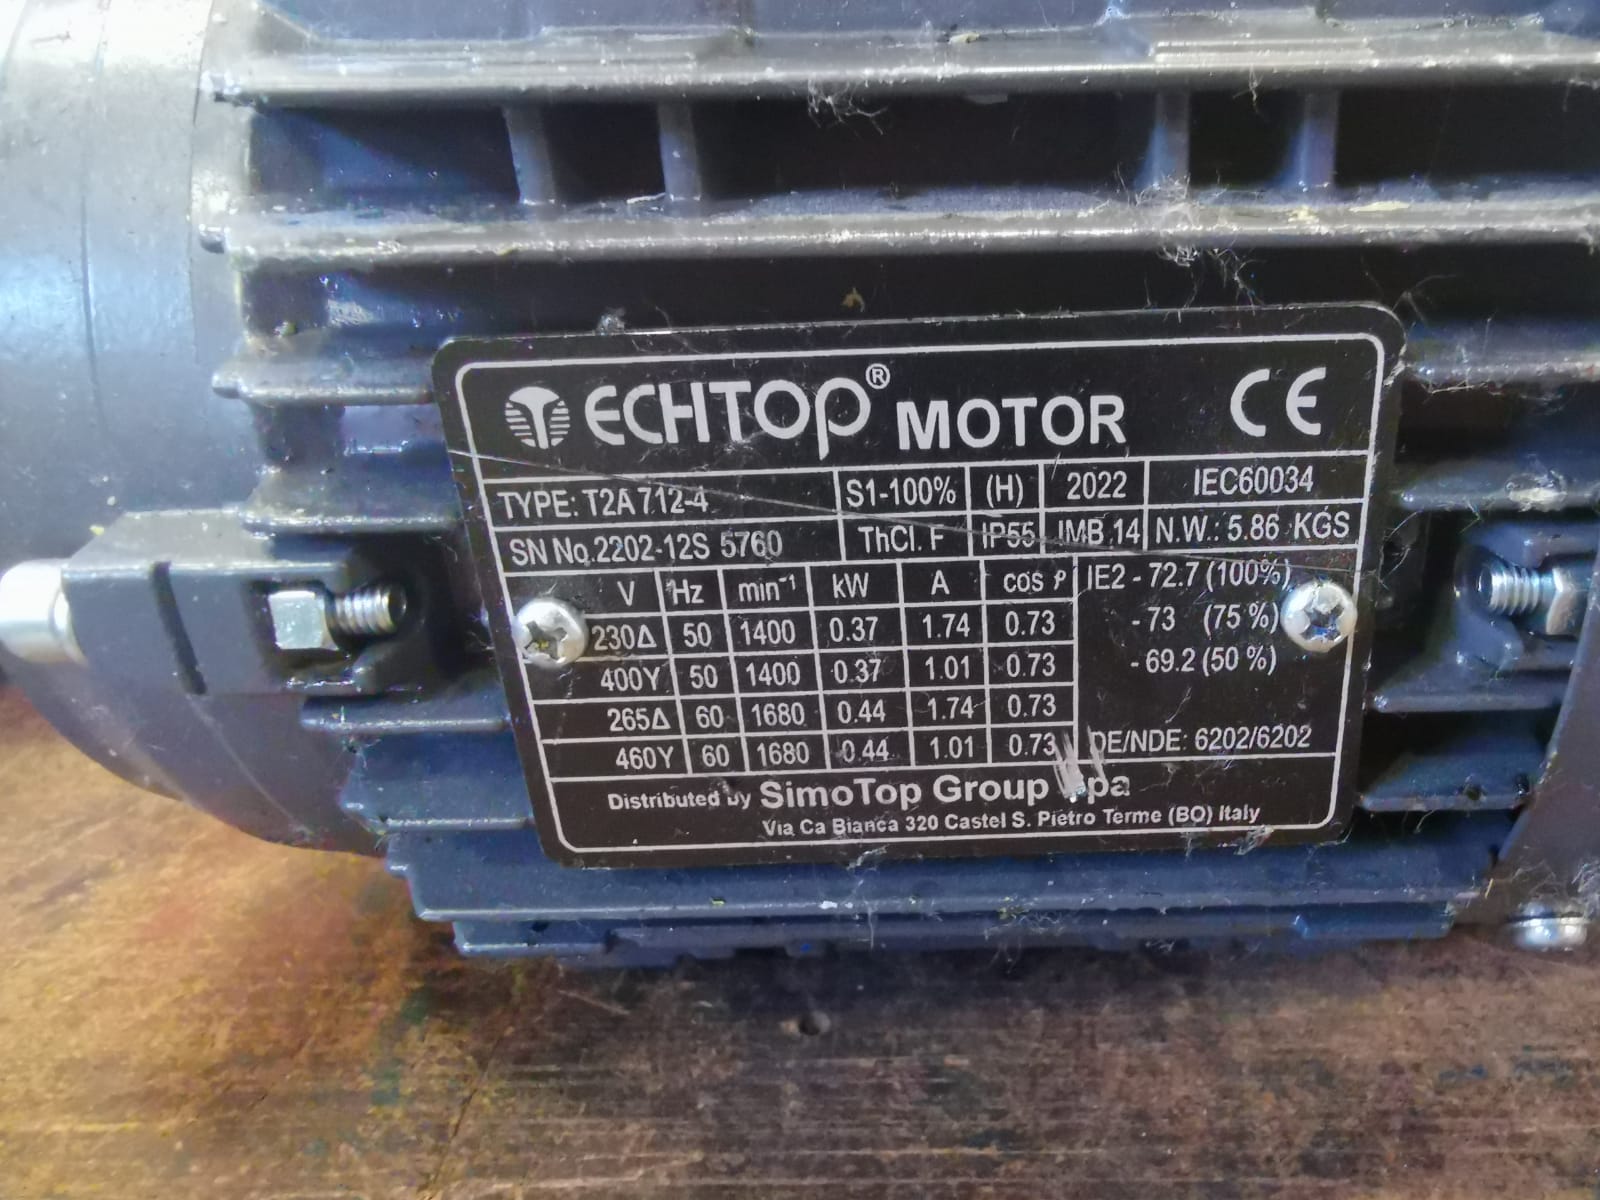 TECHTOP® MOTOR CE
TYPE: T2A 712-4 S1-100% (H) 2022 IEC60034
SN No.2202-12S 5760 ThCl. F IP55 IMB 14 N.W.: 5.86 KGS
V Hz min⁻¹ kW A cos φ IE2 - 72.7 (100%)
230Δ 50 1400 0.37 1.74 0.73 - 73 (75 %)
400Y 50 1400 0.37 1.01 0.73 - 69.2 (50 %)
265Δ 60 1680 0.44 1.74 0.73
460Y 60 1680 0.44 1.01 0.73 DE/NDE: 6202/6202
Distributed by SimoTop Group
Via Ca Bianca 320 Castel S. Pietro Terme (BO) Italy